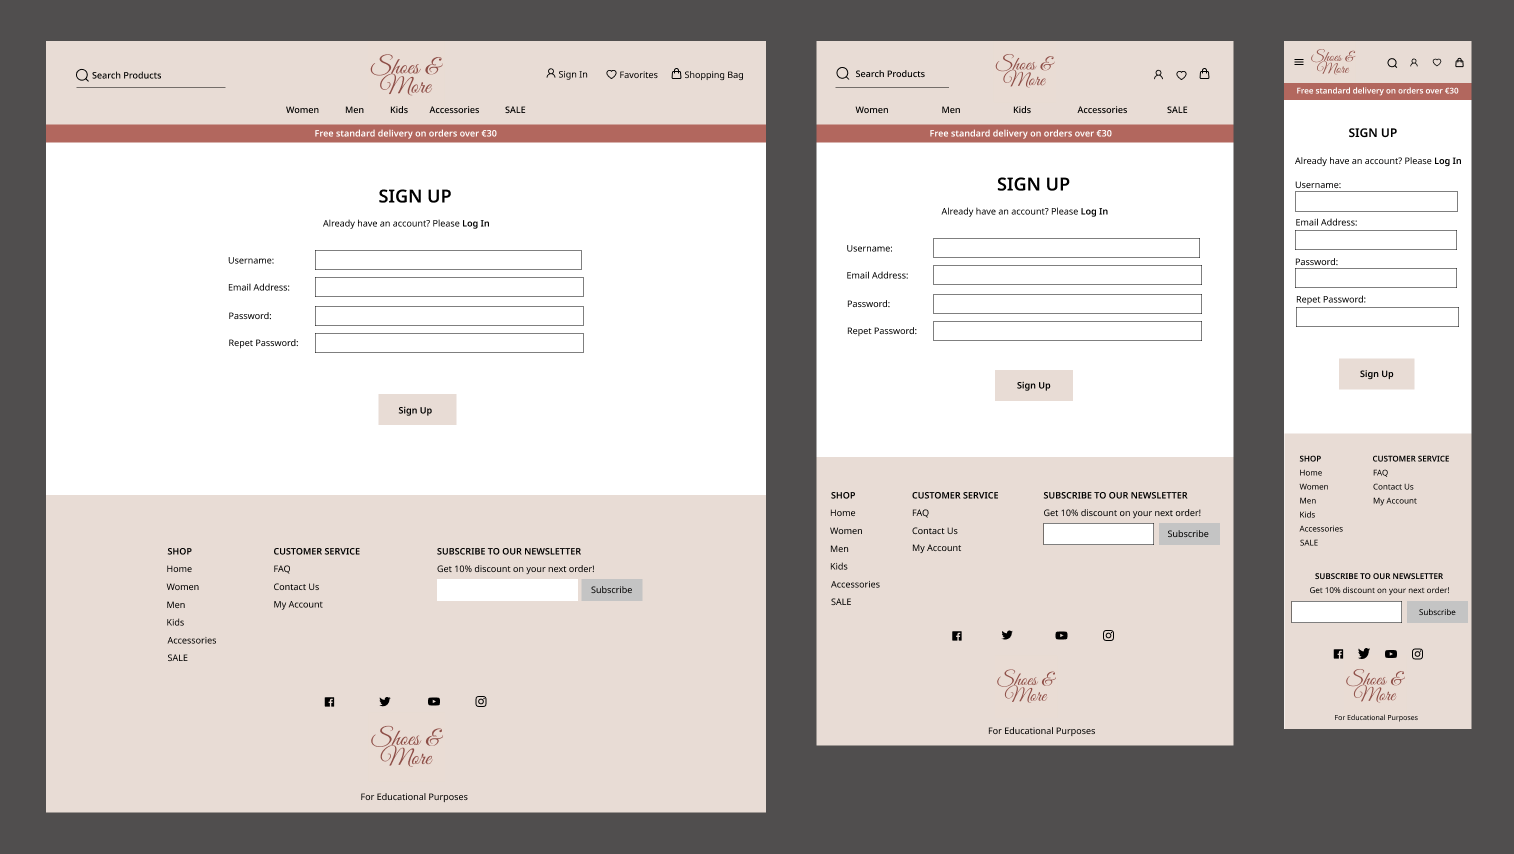 Search Products
Shoes &
More
Sign In
Favorites
Shopping Bag
Women Men Kids Accessories SALE
Free standard delivery on orders over €30
SIGN UP
Already have an account? Please Log In
Username:
Email Address:
Password:
Repet Password:
Sign Up
SHOP
Home
Women
Men
Kids
Accessories
SALE
CUSTOMER SERVICE
FAQ
Contact Us
My Account
SUBSCRIBE TO OUR NEWSLETTER
Get 10% discount on your next order!
Subscribe
Shoes &
More
For Educational Purposes
Search Products
Shoes &
More
Women Men Kids Accessories SALE
Free standard delivery on orders over €30
SIGN UP
Already have an account? Please Log In
Username:
Email Address:
Password:
Repet Password:
Sign Up
SHOP
Home
Women
Men
Kids
Accessories
SALE
CUSTOMER SERVICE
FAQ
Contact Us
My Account
SUBSCRIBE TO OUR NEWSLETTER
Get 10% discount on your next order!
Subscribe
Shoes &
More
For Educational Purposes
Shoes &
More
Free standard delivery on orders over €30
SIGN UP
Already have an account? Please Log In
Username:
Email Address:
Password:
Repet Password:
Sign Up
SHOP
Home
Women
Men
Kids
Accessories
SALE
CUSTOMER SERVICE
FAQ
Contact Us
My Account
SUBSCRIBE TO OUR NEWSLETTER
Get 10% discount on your next order!
Subscribe
Shoes &
More
For Educational Purposes